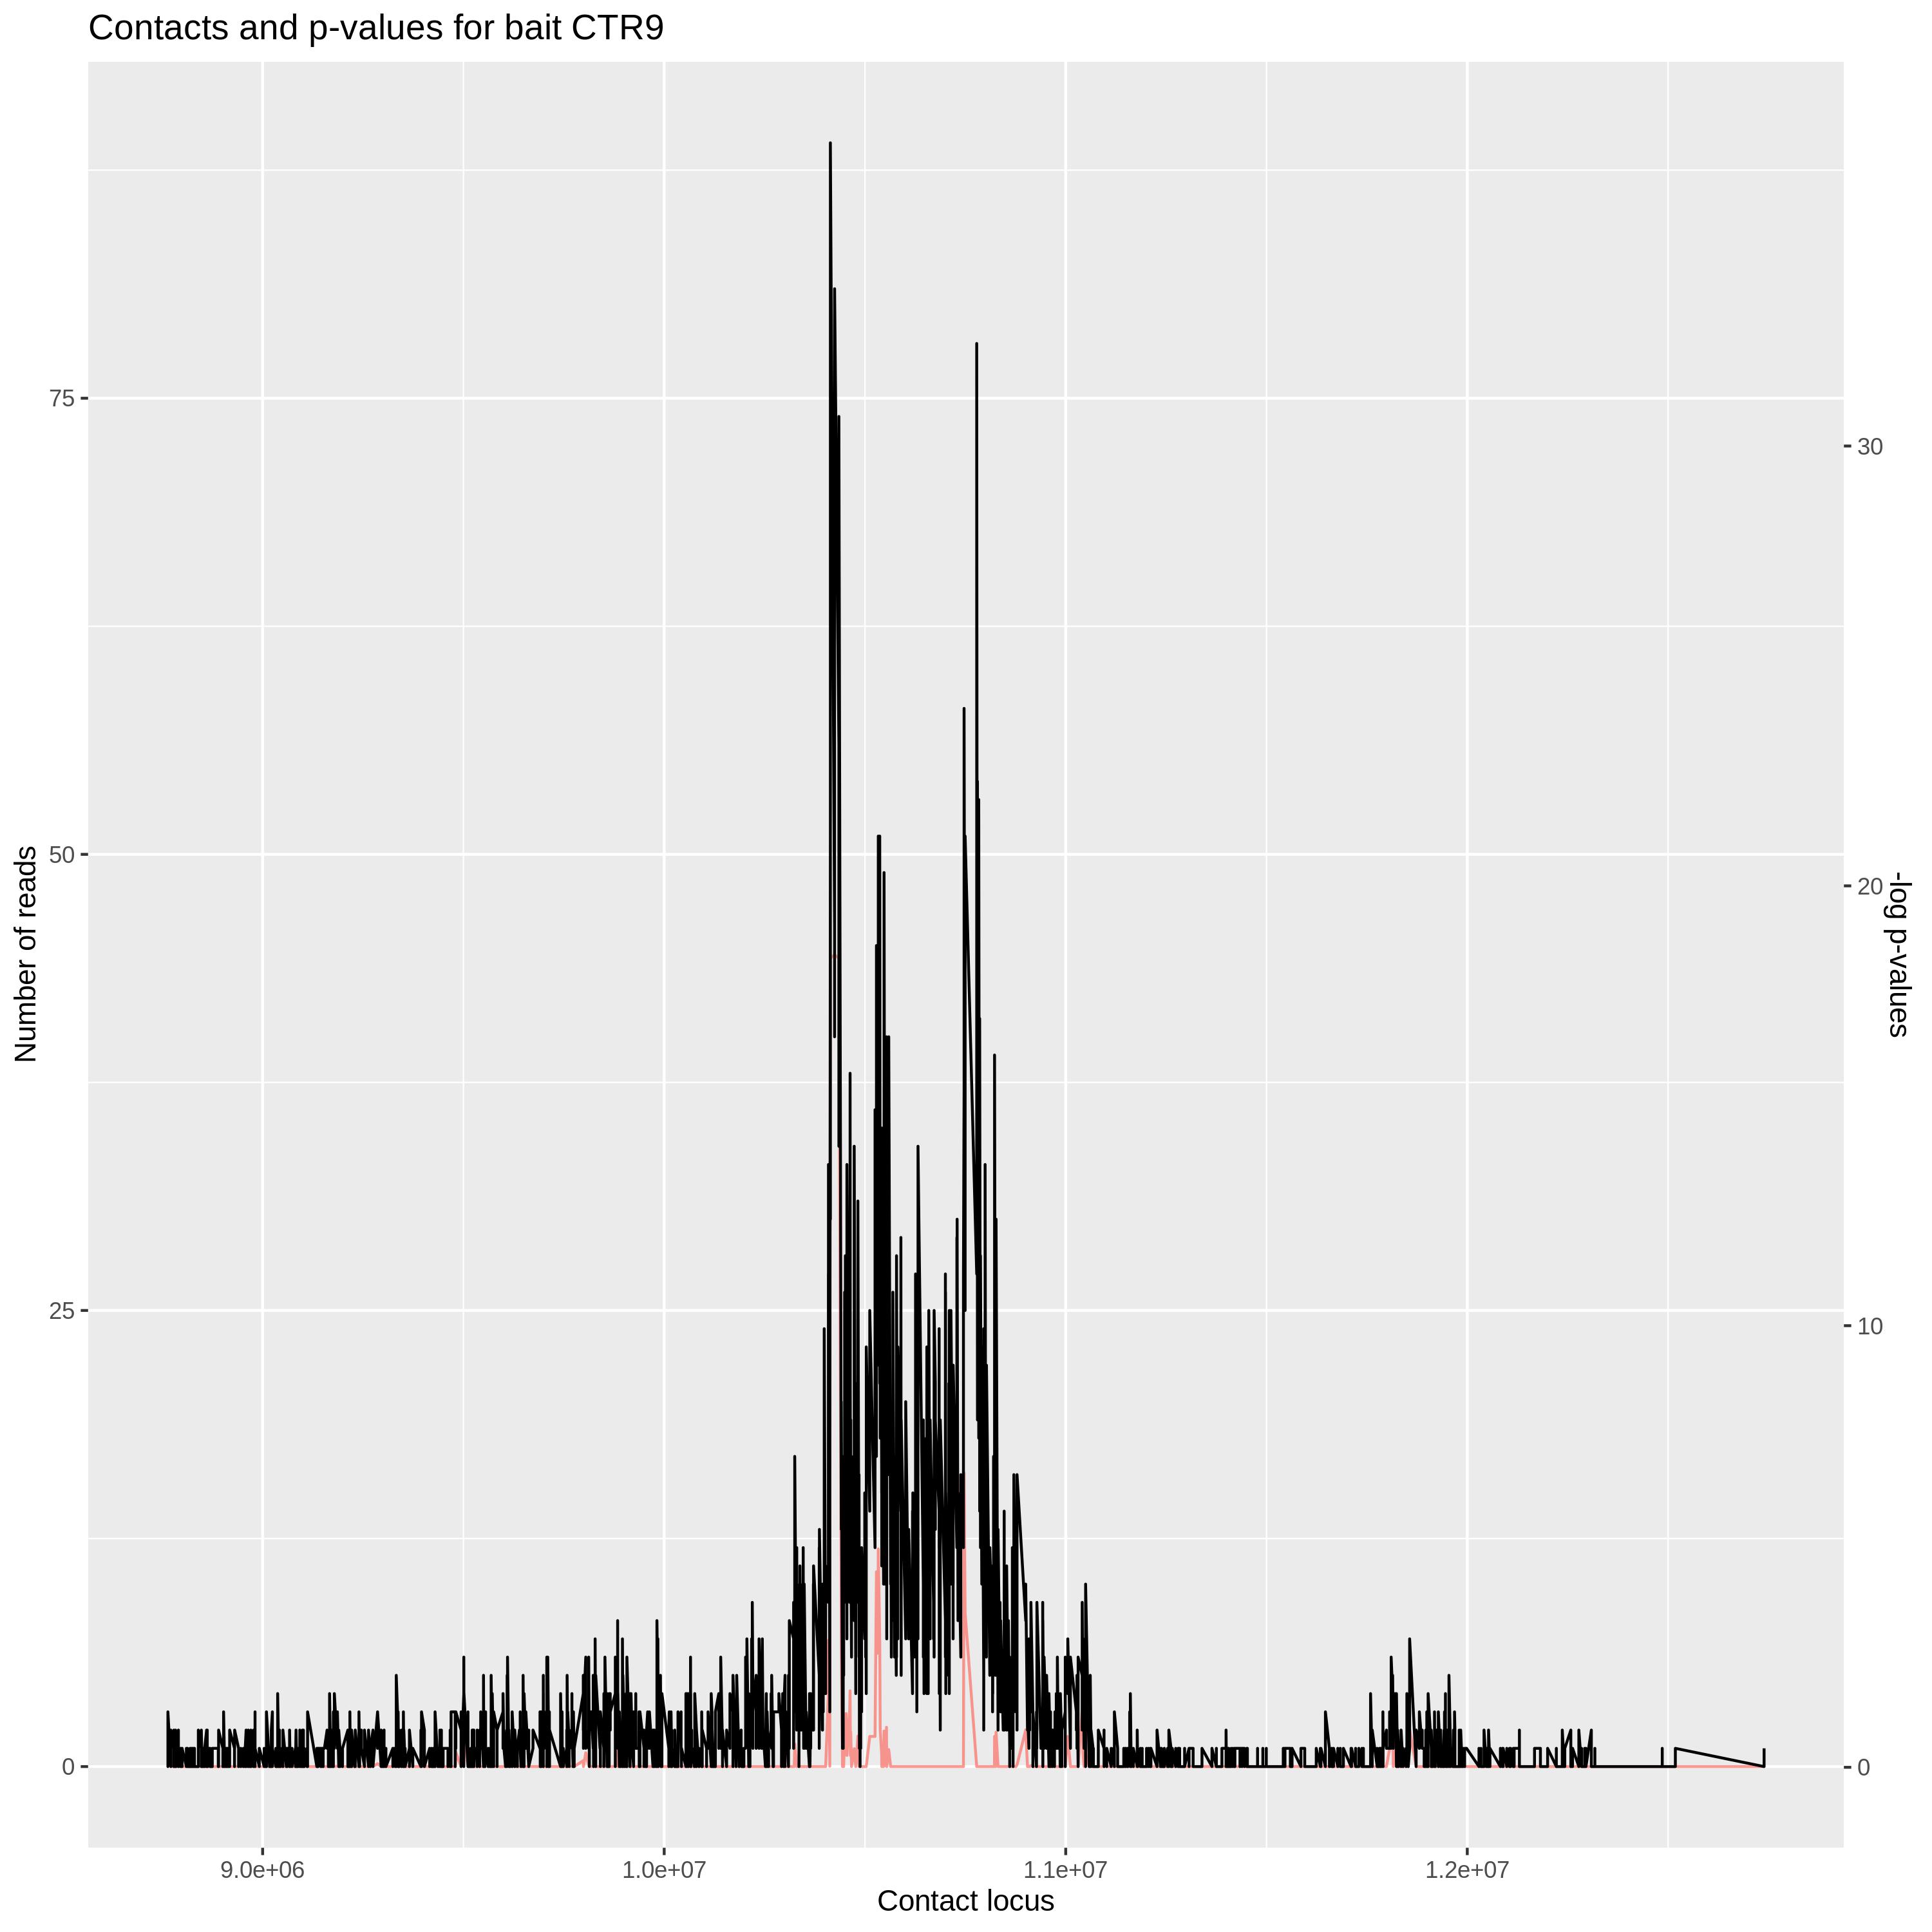 Contacts and p-values for bait CTR9
75
50
25
0
Number of reads
30
20
10
0
-log p-values
9.0e+06
1.0e+07
1.1e+07
1.2e+07
Contact locus